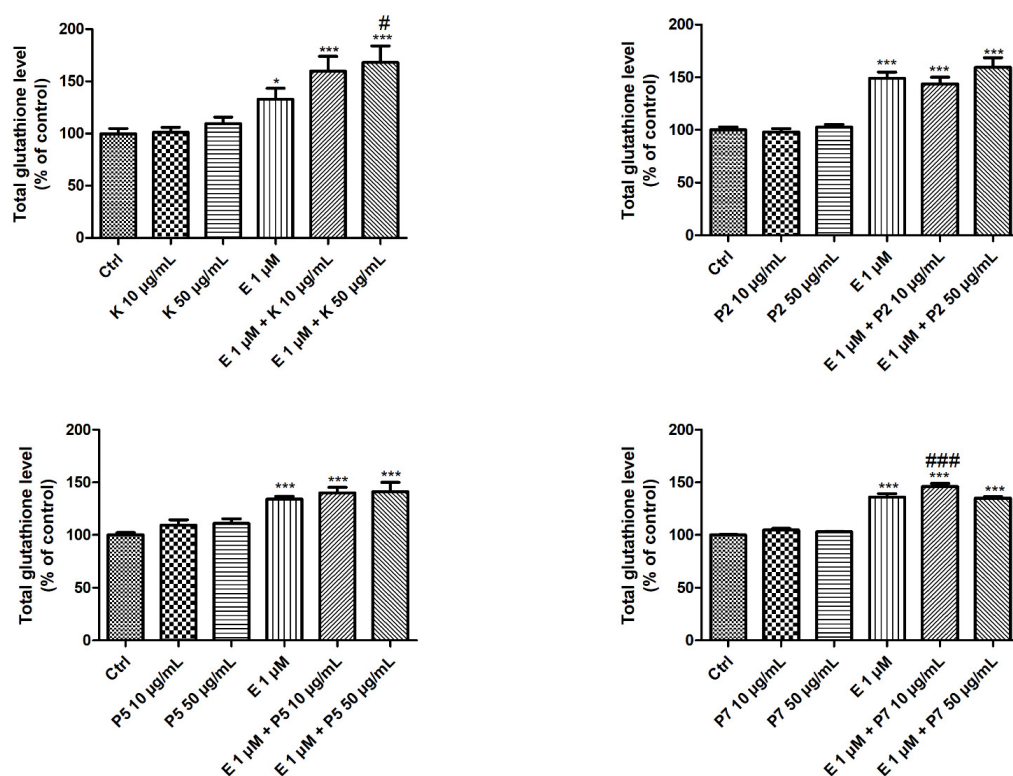 Total glutathione level
(% of control)
200
150
100
50
0
*
***
#
***
Ctrl
K 10 µg/mL
K 50 µg/mL
E 1 µM
E 1 µM + K 10 µg/mL
E 1 µM + K 50 µg/mL
Total glutathione level
(% of control)
200
150
100
50
0
***
***
***
Ctrl
P2 10 µg/mL
P2 50 µg/mL
E 1 µM
E 1 µM + P2 10 µg/mL
E 1 µM + P2 50 µg/mL
Total glutathione level
(% of control)
200
150
100
50
0
***
***
***
Ctrl
P5 10 µg/mL
P5 50 µg/mL
E 1 µM
E 1 µM + P5 10 µg/mL
E 1 µM + P5 50 µg/mL
Total glutathione level
(% of control)
200
150
100
50
0
***
###
***
***
Ctrl
P7 10 µg/mL
P7 50 µg/mL
E 1 µM
E 1 µM + P7 10 µg/mL
E 1 µM + P7 50 µg/mL